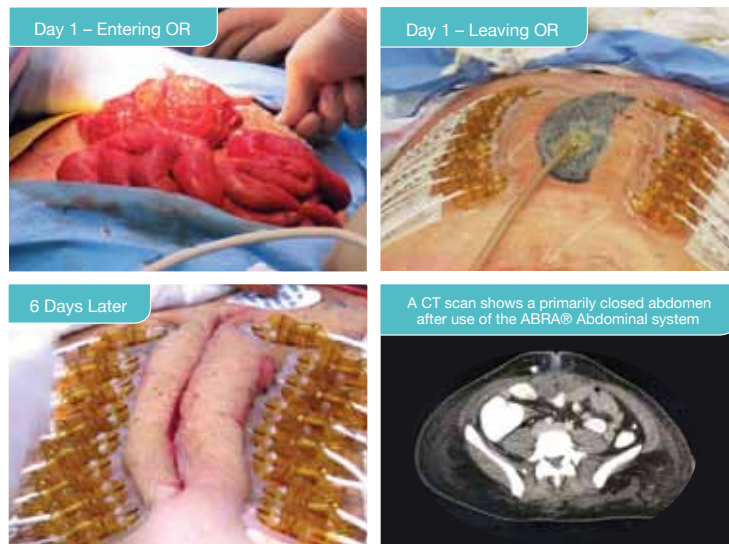 Day 1 – Entering OR
Day 1 – Leaving OR
6 Days Later
A CT scan shows a primarily closed abdomen
after use of the ABRA® Abdominal system